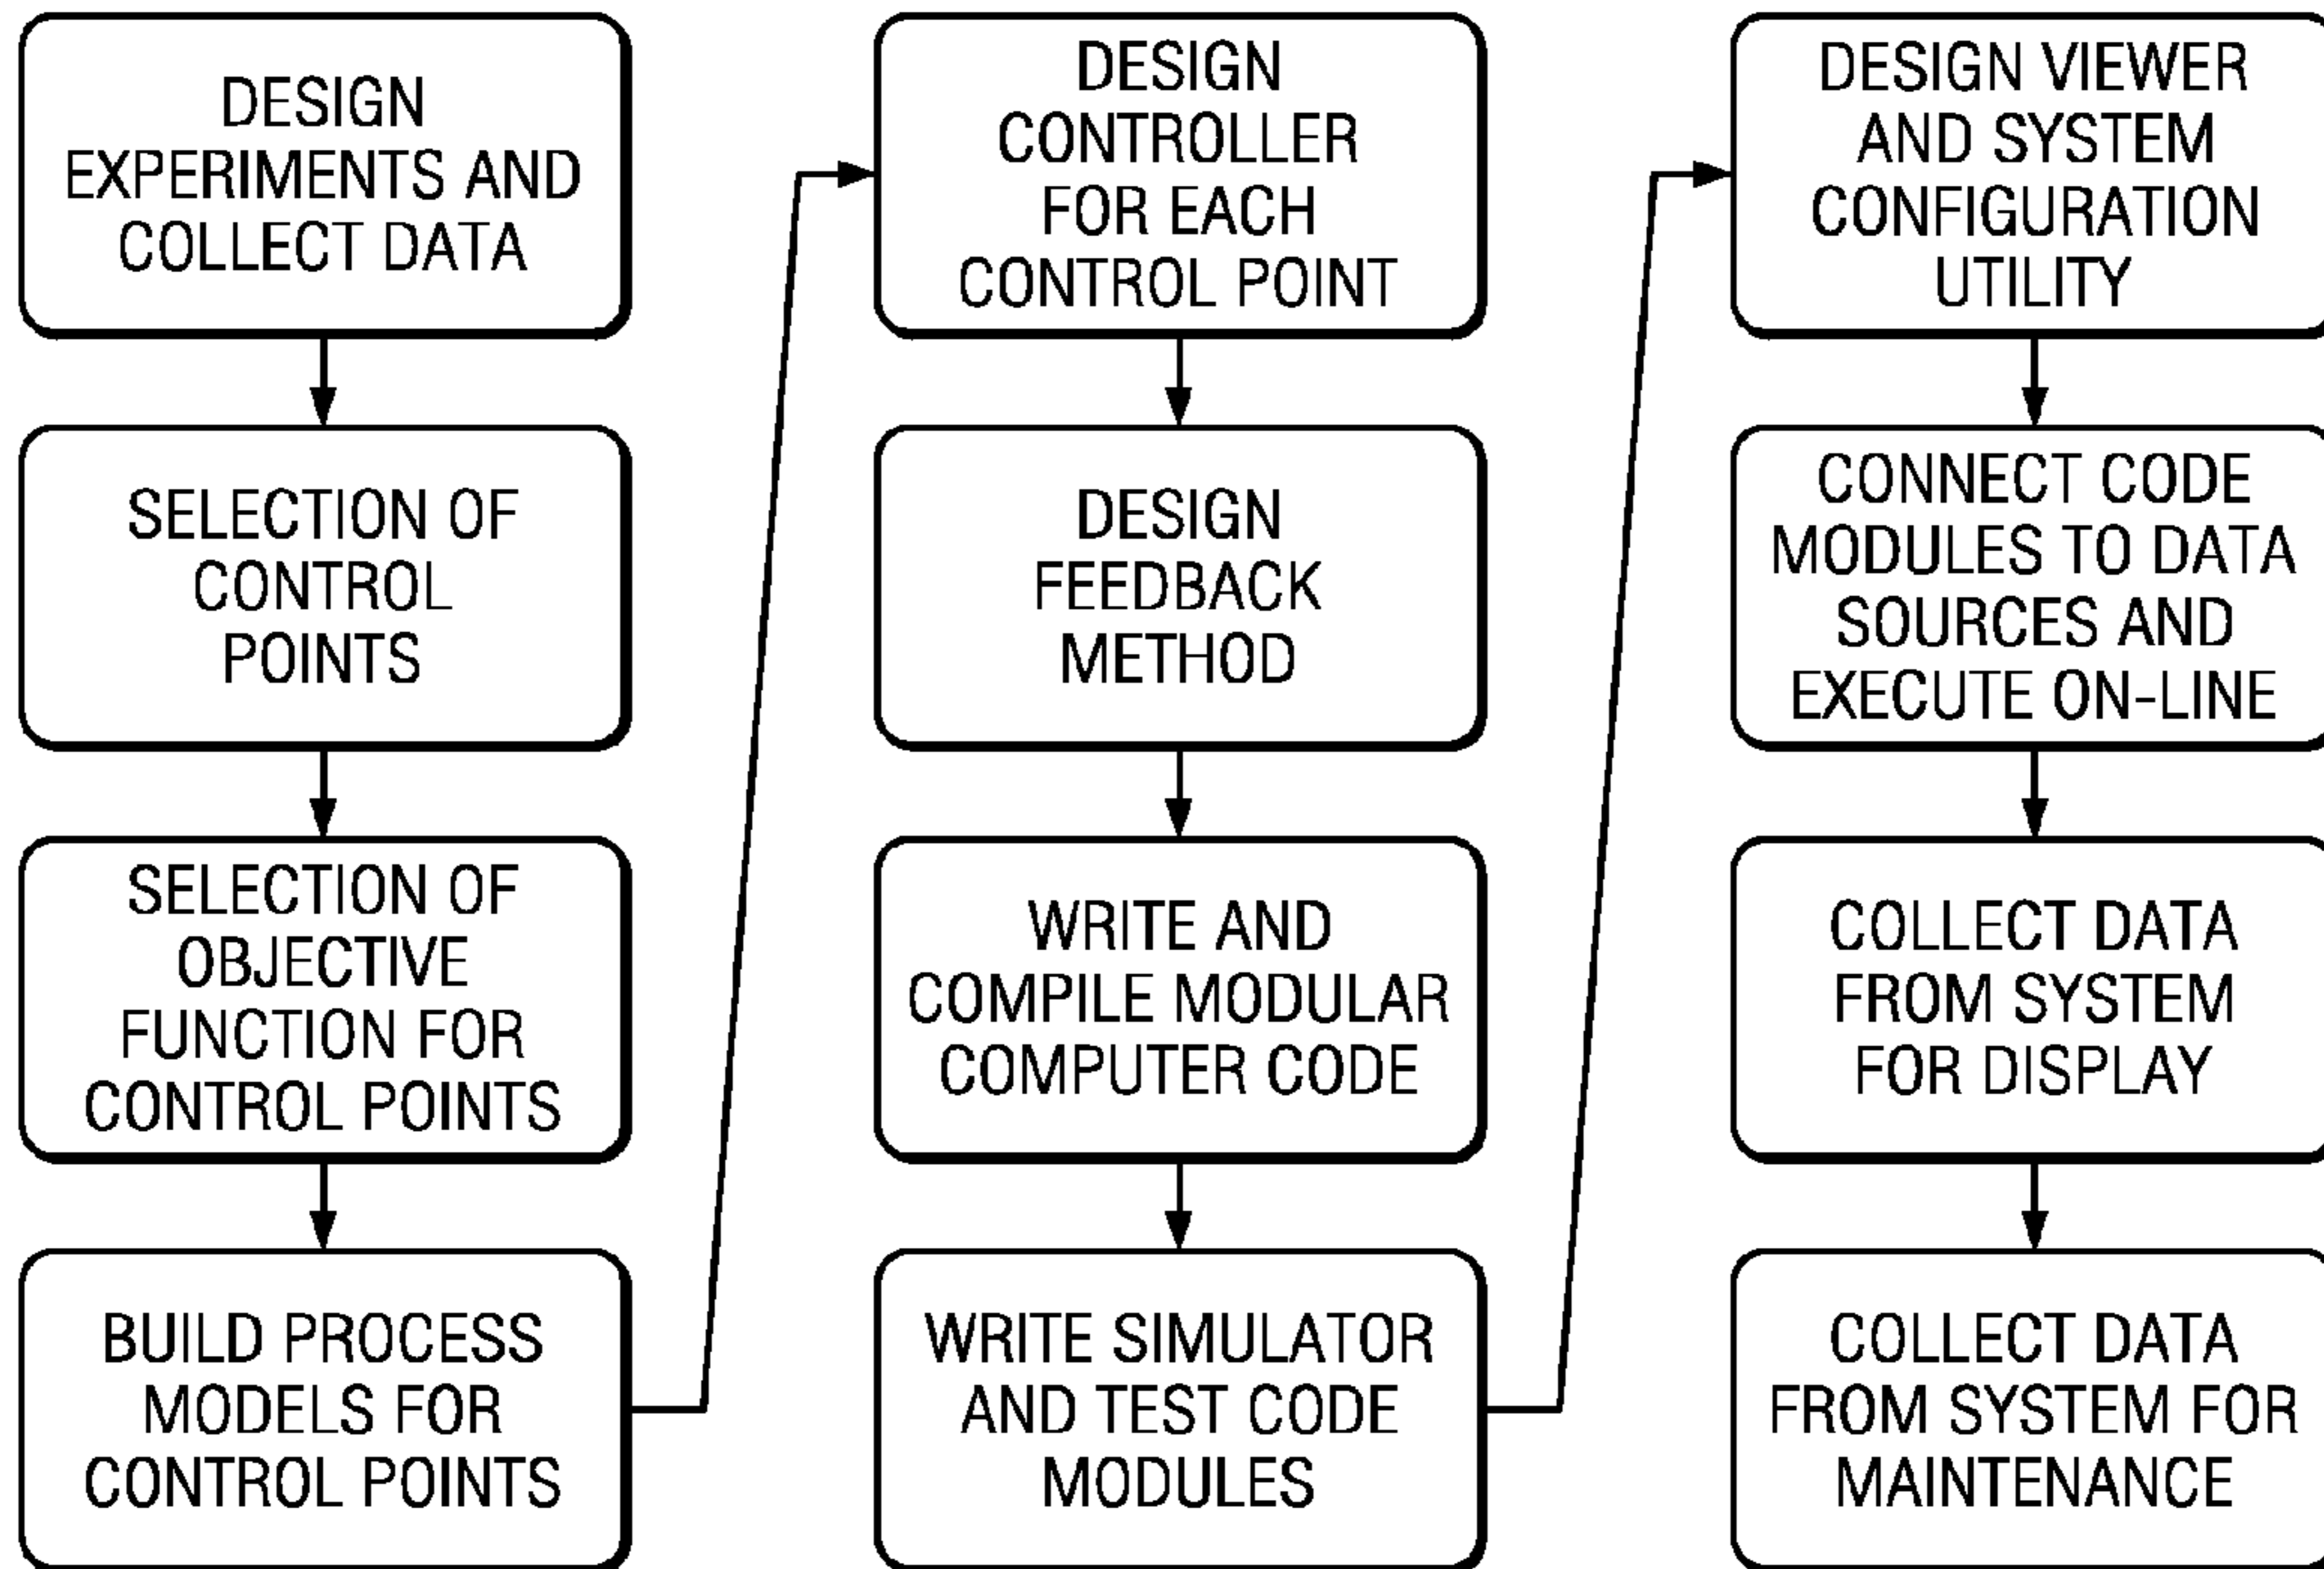 DESIGN
EXPERIMENTS AND
COLLECT DATA
SELECTION OF
CONTROL
POINTS
SELECTION OF
OBJECTIVE
FUNCTION FOR
CONTROL POINTS
BUILD PROCESS
MODELS FOR
CONTROL POINTS
DESIGN
CONTROLLER
FOR EACH
CONTROL POINT
DESIGN
FEEDBACK
METHOD
WRITE AND
COMPILE MODULAR
COMPUTER CODE
WRITE SIMULATOR
AND TEST CODE
MODULES
DESIGN VIEWER
AND SYSTEM
CONFIGURATION
UTILITY
CONNECT CODE
MODULES TO DATA
SOURCES AND
EXECUTE ON-LINE
COLLECT DATA
FROM SYSTEM
FOR DISPLAY
COLLECT DATA
FROM SYSTEM FOR
MAINTENANCE